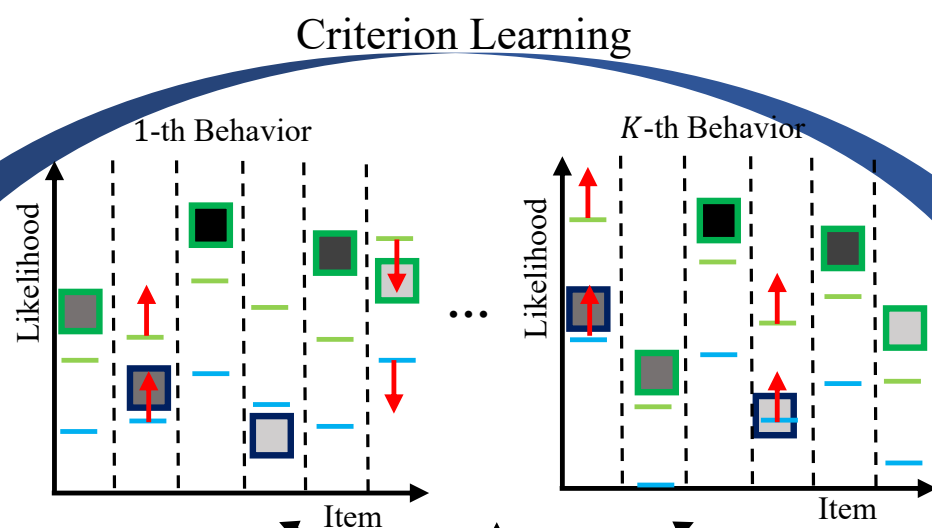 Criterion Learning
1-th Behavior
K-th Behavior
Likelihood
Likelihood
...
Item
Item